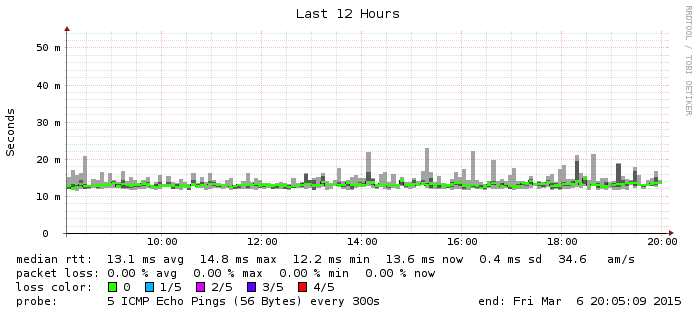 Last 12 Hours
RRDTOOL / TOBI OETIKER
Seconds
50 m
40 m
30 m
20 m
10 m
0
10:00 12:00 14:00 16:00 18:00 20:00
median rtt: 13.1 ms avg 14.8 ms max 12.2 ms min 13.6 ms now 0.4 ms sd 34.6 am/s
packet loss: 0.00 % avg 0.00 % max 0.00 % min 0.00 % now
loss color: 0 1/5 2/5 3/5 4/5
probe: 5 ICMP Echo Pings (56 Bytes) every 300s end: Fri Mar 6 20:05:09 2015